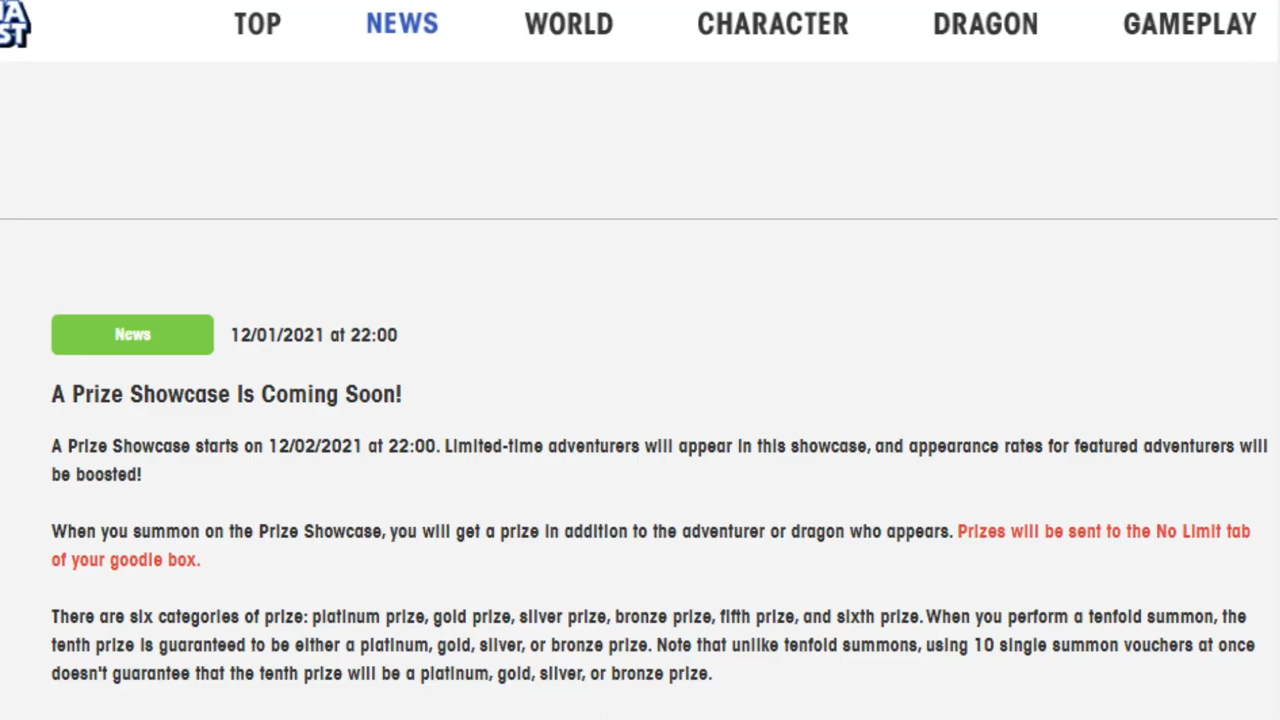 NA
ST
TOP NEWS WORLD CHARACTER DRAGON GAMEPLAY
News 12/01/2021 at 22:00
A Prize Showcase Is Coming Soon!
A Prize Showcase starts on 12/02/2021 at 22:00. Limited-time adventurers will appear in this showcase, and appearance rates for featured adventurers will
be boosted!
When you summon on the Prize Showcase, you will get a prize in addition to the adventurer or dragon who appears. Prizes will be sent to the No Limit tab
of your goodie box.
There are six categories of prize: platinum prize, gold prize, silver prize, bronze prize, fifth prize, and sixth prize. When you perform a tenfold summon, the
tenth prize is guaranteed to be either a platinum, gold, silver, or bronze prize. Note that unlike tenfold summons, using 10 single summon vouchers at once
doesn't guarantee that the tenth prize will be a platinum, gold, silver, or bronze prize.